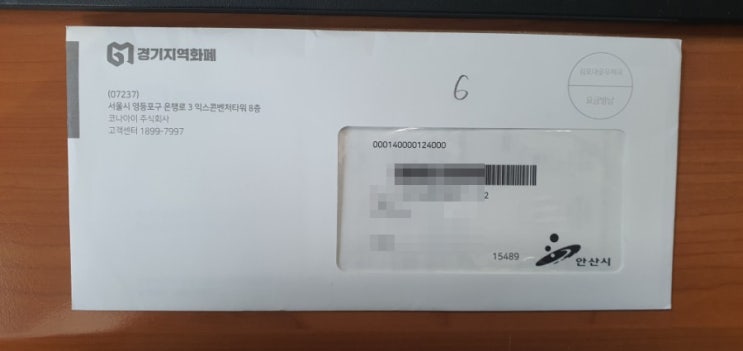 경기지역화폐
(07237)
서울시 영등포구 은행로 3 익스콘벤처타워 8층
코나아이 주식회사
고객센터 1899-7997
6
요금별납
000140000124000
2
15489
안산시